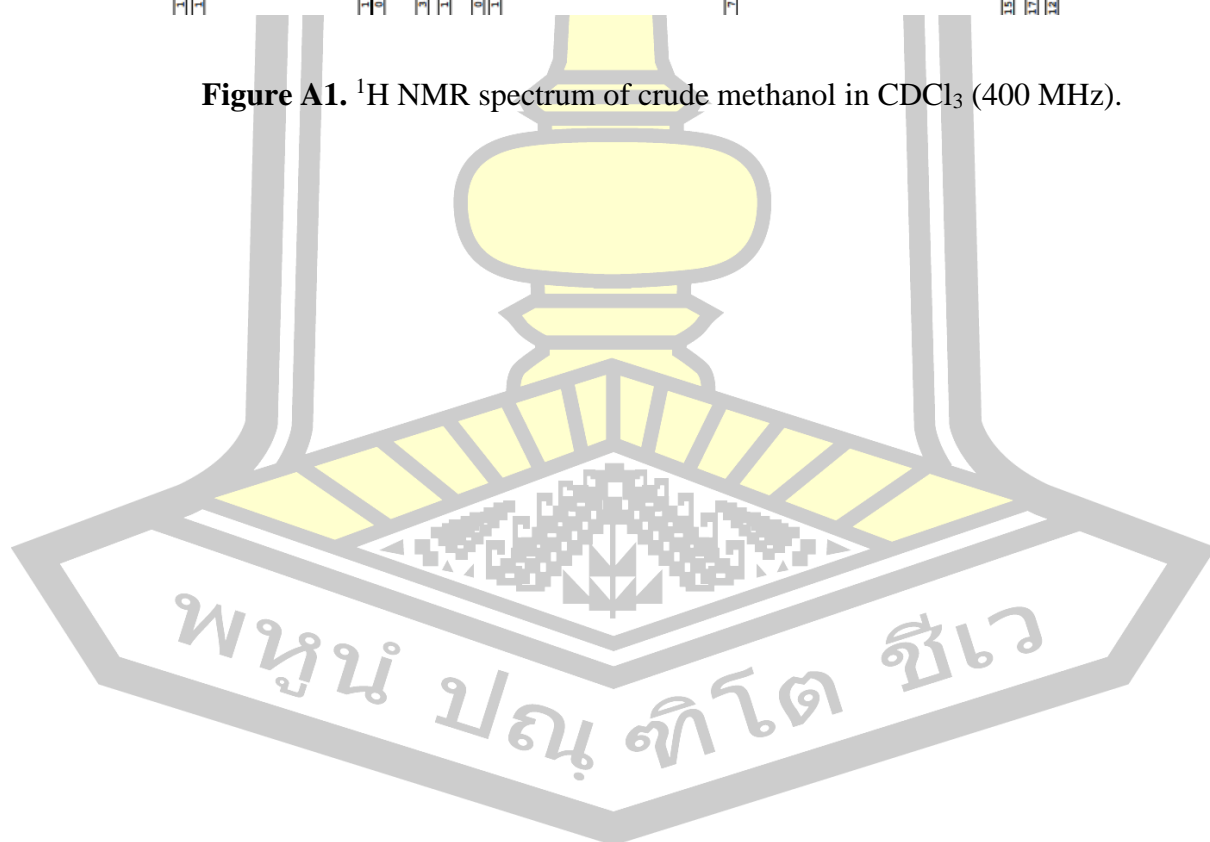 Figure A1. ¹H NMR spectrum of crude methanol in CDCl₃ (400 MHz).
พหูนํ ปณฺฑิโต ชีเว